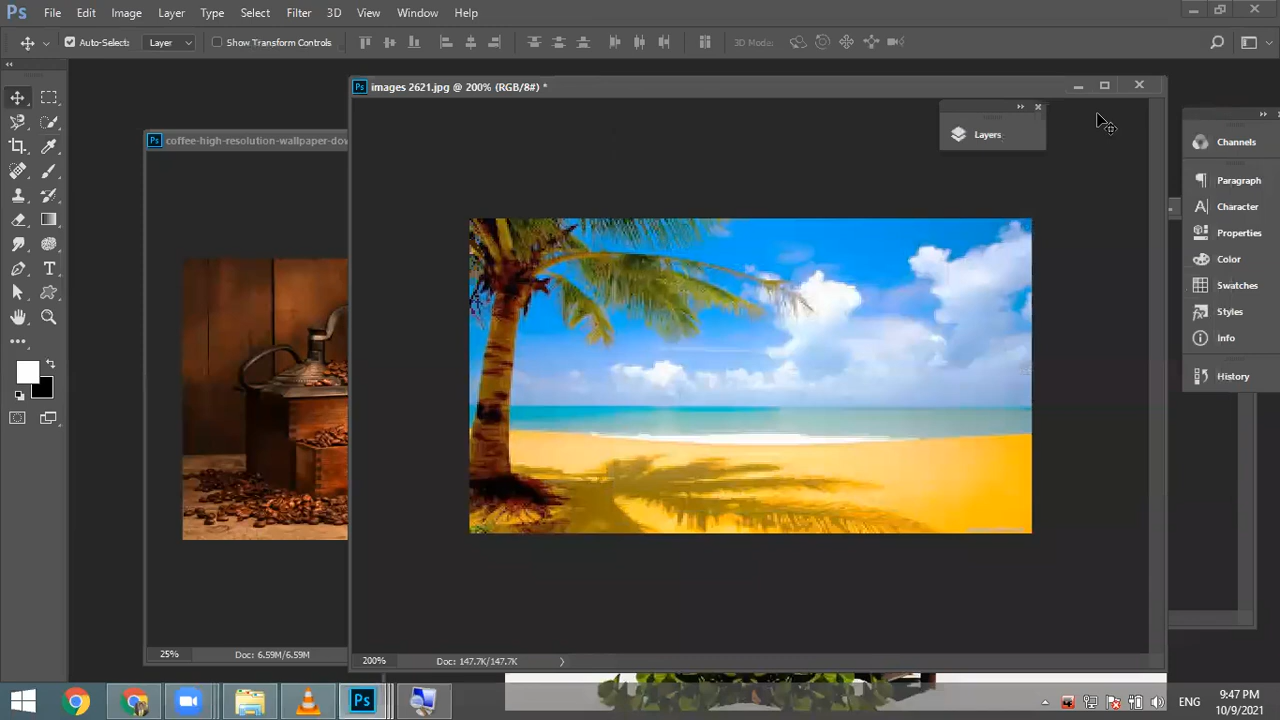 Ps File Edit Image Layer Type Select Filter 3D View Window Help
Auto-Select: Layer Show Transform Controls 3D Mode:
images 2621.jpg @ 200% (RGB/8#) *
coffee-high-resolution-wallpaper-dow
Layers
Channels
Paragraph
Character
Properties
Color
Swatches
Styles
Info
History
25% Doc: 6.59M/6.59M
200% Doc: 147.7K/147.7K
ENG
9:47 PM
10/9/2021